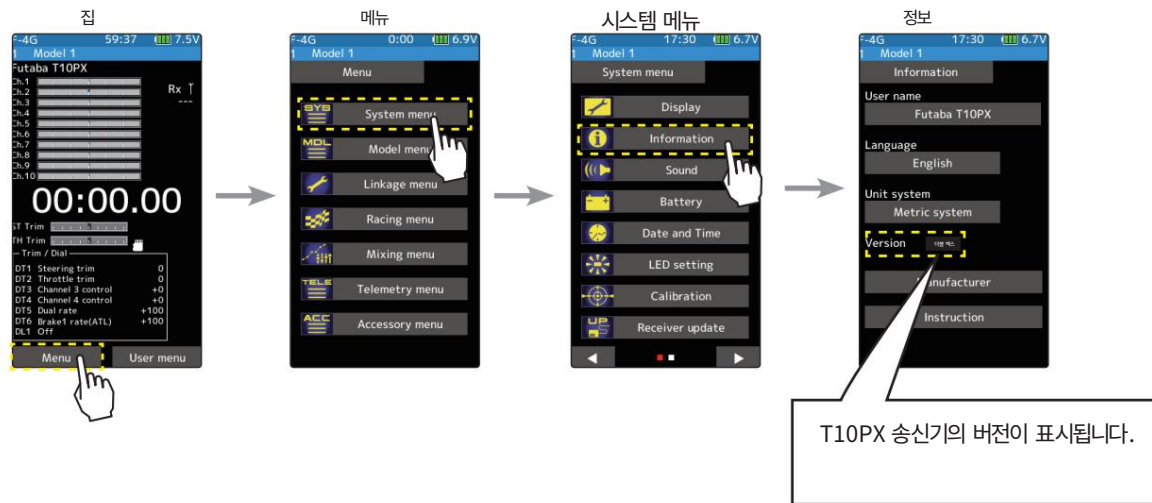 집
F-4G 59:37 7.5V
1 Model 1
Futaba T10PX
Ch.1
Ch.2
Ch.3
Ch.4
Ch.5
Ch.6
Ch.7
Ch.8
Ch.9
Ch.10
Rx
---
00:00.00
ST Trim
TH Trim
Trim / Dial
DT1 Steering trim 0
DT2 Throttle trim 0
DT3 Channel 3 control +0
DT4 Channel 4 control +0
DT5 Dual rate +100
DT6 Brake1 rate(ATL) +100
DL1 Off
Menu User menu
메뉴
F-4G 0:00 6.9V
1 Model 1
Menu
SYS System menu
MDL Model menu
Linkage menu
Racing menu
Mixing menu
TELE Telemetry menu
ACC Accessory menu
시스템 메뉴
F-4G 17:30 6.7V
1 Model 1
System menu
Display
Information
Sound
Battery
Date and Time
LED setting
Calibration
UP Receiver update
정보
F-4G 17:30 6.7V
1 Model 1
Information
User name
Futaba T10PX
Language
English
Unit system
Metric system
Version
nufacturer
Instruction
T10PX 송신기의 버전이 표시됩니다.